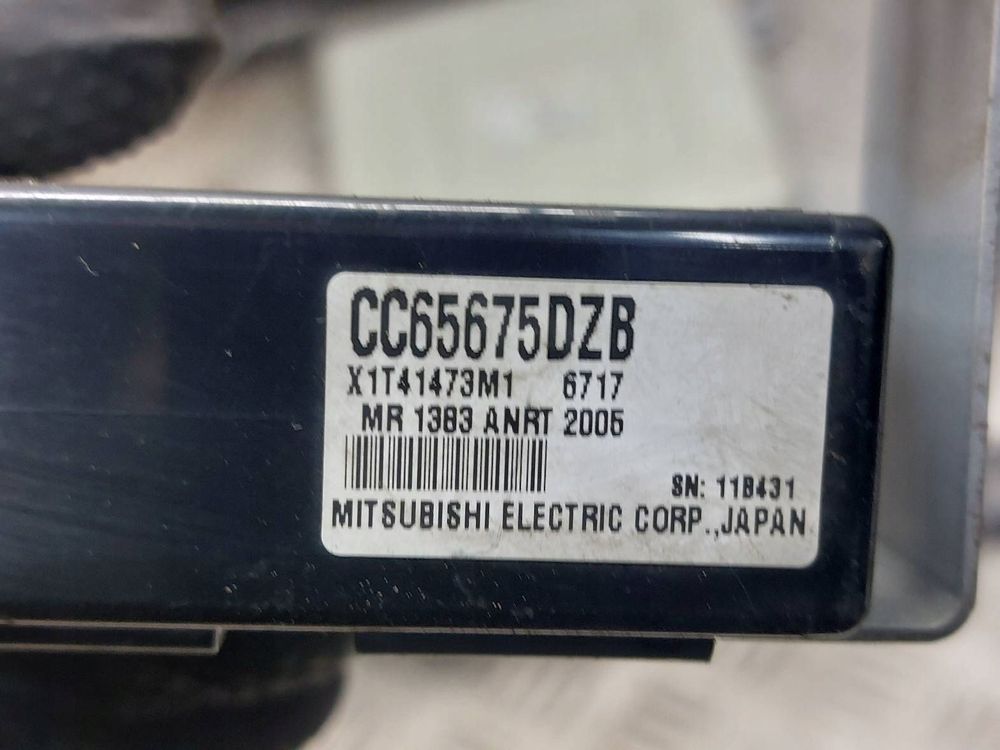 CC65675DZB
X1T41473M1 6717
MR 1383 ANRT 2005
SN: 11B431
MITSUBISHI ELECTRIC CORP.,JAPAN